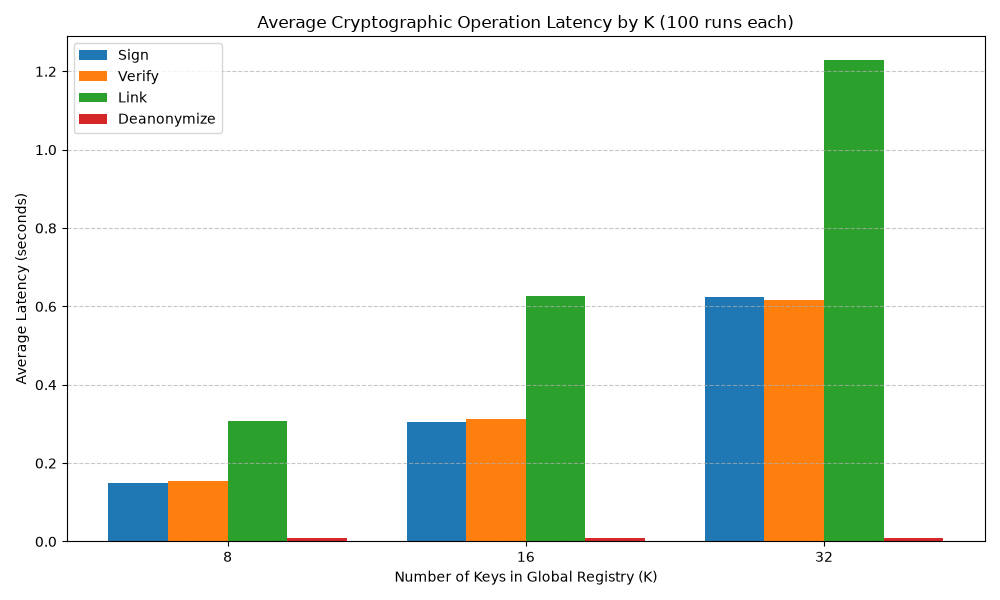 Average Cryptographic Operation Latency by K (100 runs each)
Sign
Verify
Link
Deanonymize
Average Latency (seconds)
1.2
1.0
0.8
0.6
0.4
0.2
0.0
8
16
32
Number of Keys in Global Registry (K)